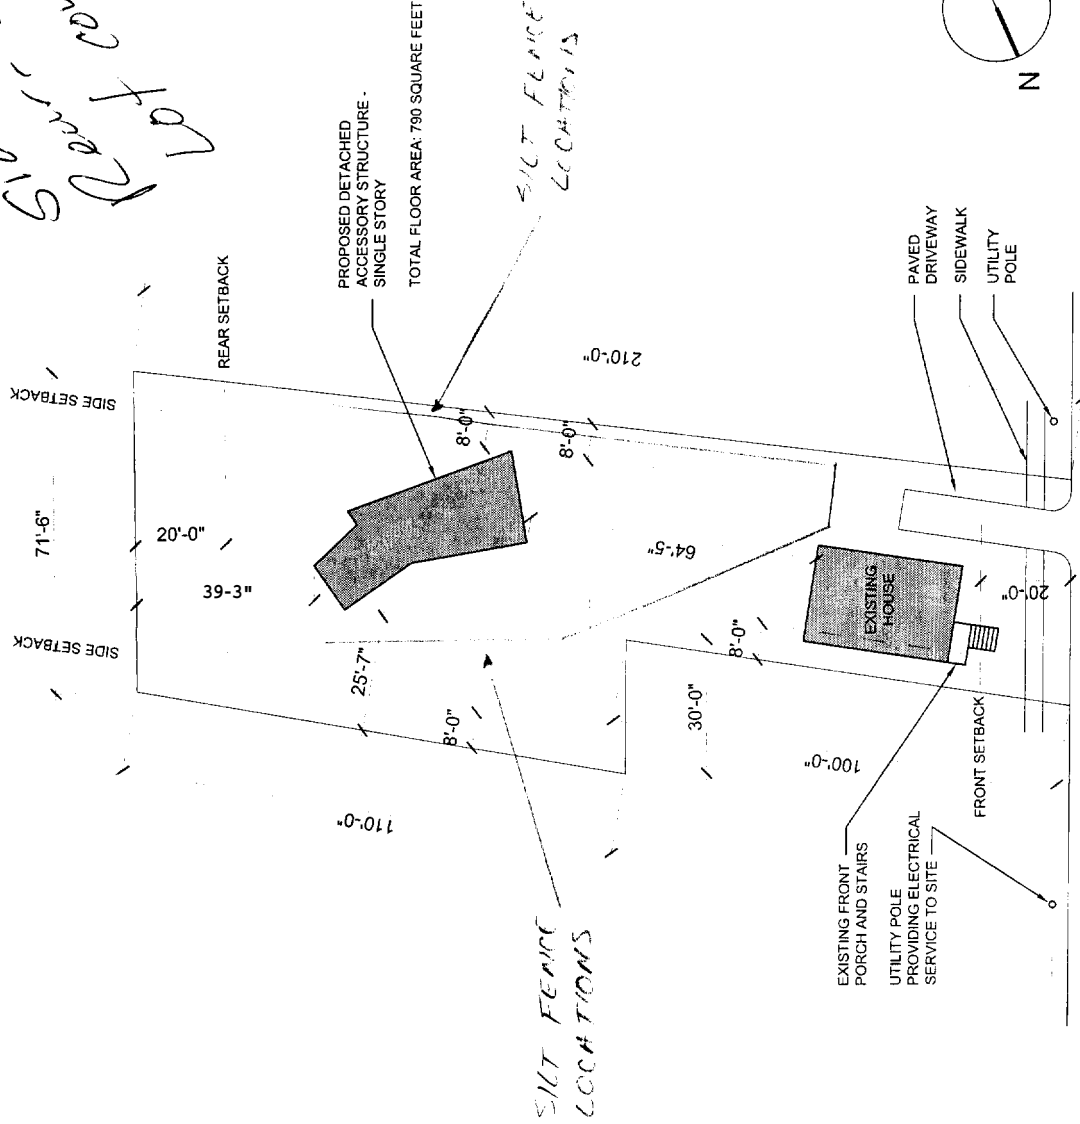 Rear
Lot
SILT FENCE
LOCATIONS
PROPOSED DETACHED
ACCESSORY STRUCTURE -
SINGLE STORY
TOTAL FLOOR AREA: 790 SQUARE FEET
N
REAR SETBACK
SIDE SETBACK
71'-6"
SIDE SETBACK
20'-0"
39-3"
210'-0"
8'-0"
8'-0"
PAVED
DRIVEWAY
SIDEWALK
UTILITY
POLE
64'-5"
25'-7"
8'-0"
110'-0"
EXISTING
HOUSE
20'-0"
8'-0"
30'-0"
100'-0"
FRONT SETBACK
EXISTING FRONT
PORCH AND STAIRS
UTILITY POLE
PROVIDING ELECTRICAL
SERVICE TO SITE
SILT FENCE
LOCATIONS